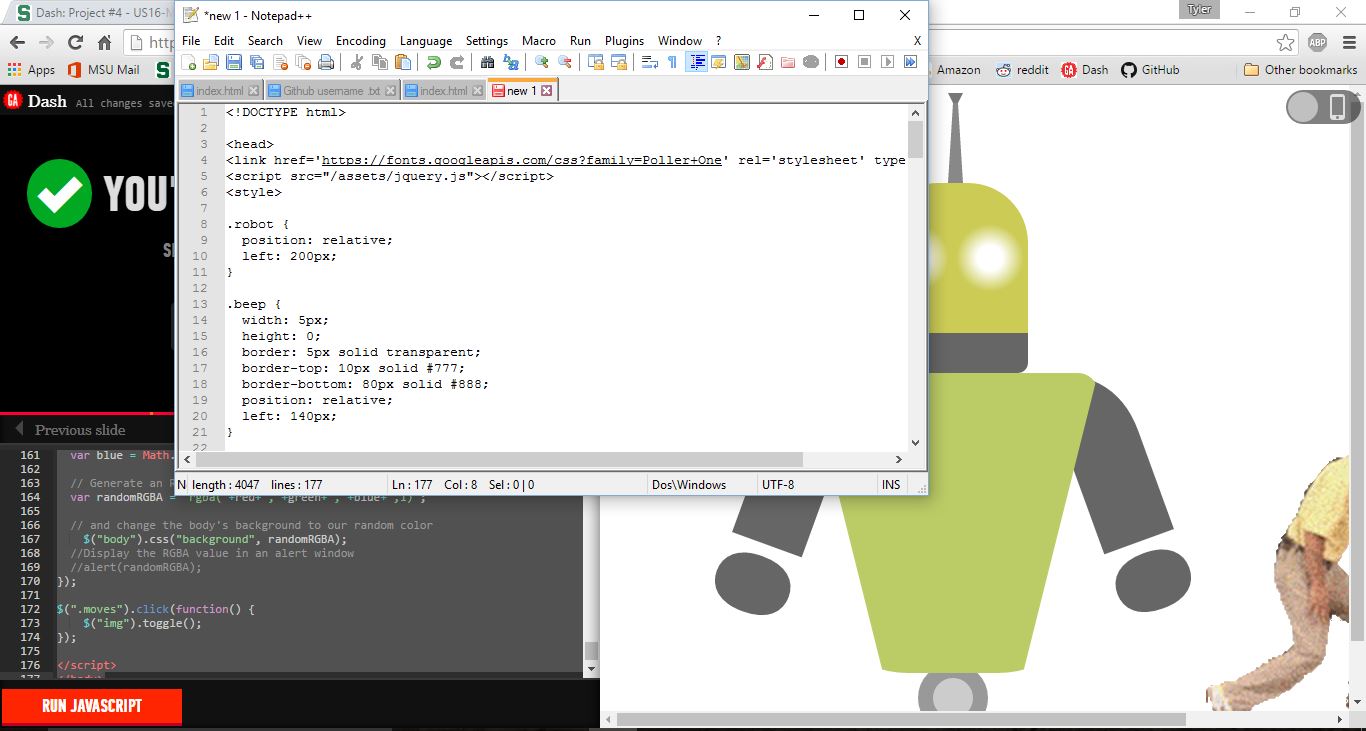 Dash: Project #4 - US16-
*new 1 - Notepad++
Tyler
File Edit Search View Encoding Language Settings Macro Run Plugins Window ? X
http
ABP
Apps MSU Mail S
Amazon reddit Dash GitHub Other bookmarks
index.html Github username .txt index.html new 1
GA Dash All changes save
YOU'
1 <!DOCTYPE html>
2
3 <head>
4 <link href='https://fonts.googleapis.com/css?family=Poller+One' rel='stylesheet' type
5 <script src="/assets/jquery.js"></script>
6 <style>
7
8 .robot {
9 position: relative;
10 left: 200px;
11 }
12
13 .beep {
14 width: 5px;
15 height: 0;
16 border: 5px solid transparent;
17 border-top: 10px solid #777;
18 border-bottom: 80px solid #888;
19 position: relative;
20 left: 140px;
21 }
22
N length : 4047 lines : 177 Ln : 177 Col : 8 Sel : 0 | 0 Dos\Windows UTF-8 INS
Previous slide
161 var blue = Math.
162
163 // Generate an R
164 var randomRGBA = "rgba("+red+","+green+","+blue+",1)";
165
166 // and change the body's background to our random color
167 $("body").css("background", randomRGBA);
168 //Display the RGBA value in an alert window
169 //alert(randomRGBA);
170 });
171
172 $(".moves").click(function() {
173 $("img").toggle();
174 });
175
176 </script>
177 </body>
RUN JAVASCRIPT